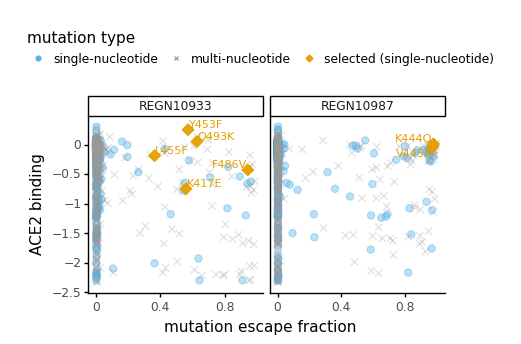 mutation type
single-nucleotide multi-nucleotide selected (single-nucleotide)
REGN10933 REGN10987
ACE2 binding
0
−0.5
−1
−1.5
−2
−2.5
Y453F
Q493K
L455F
F486V
K417E
K444Q
V445A
0 0.4 0.8 0 0.4 0.8
mutation escape fraction